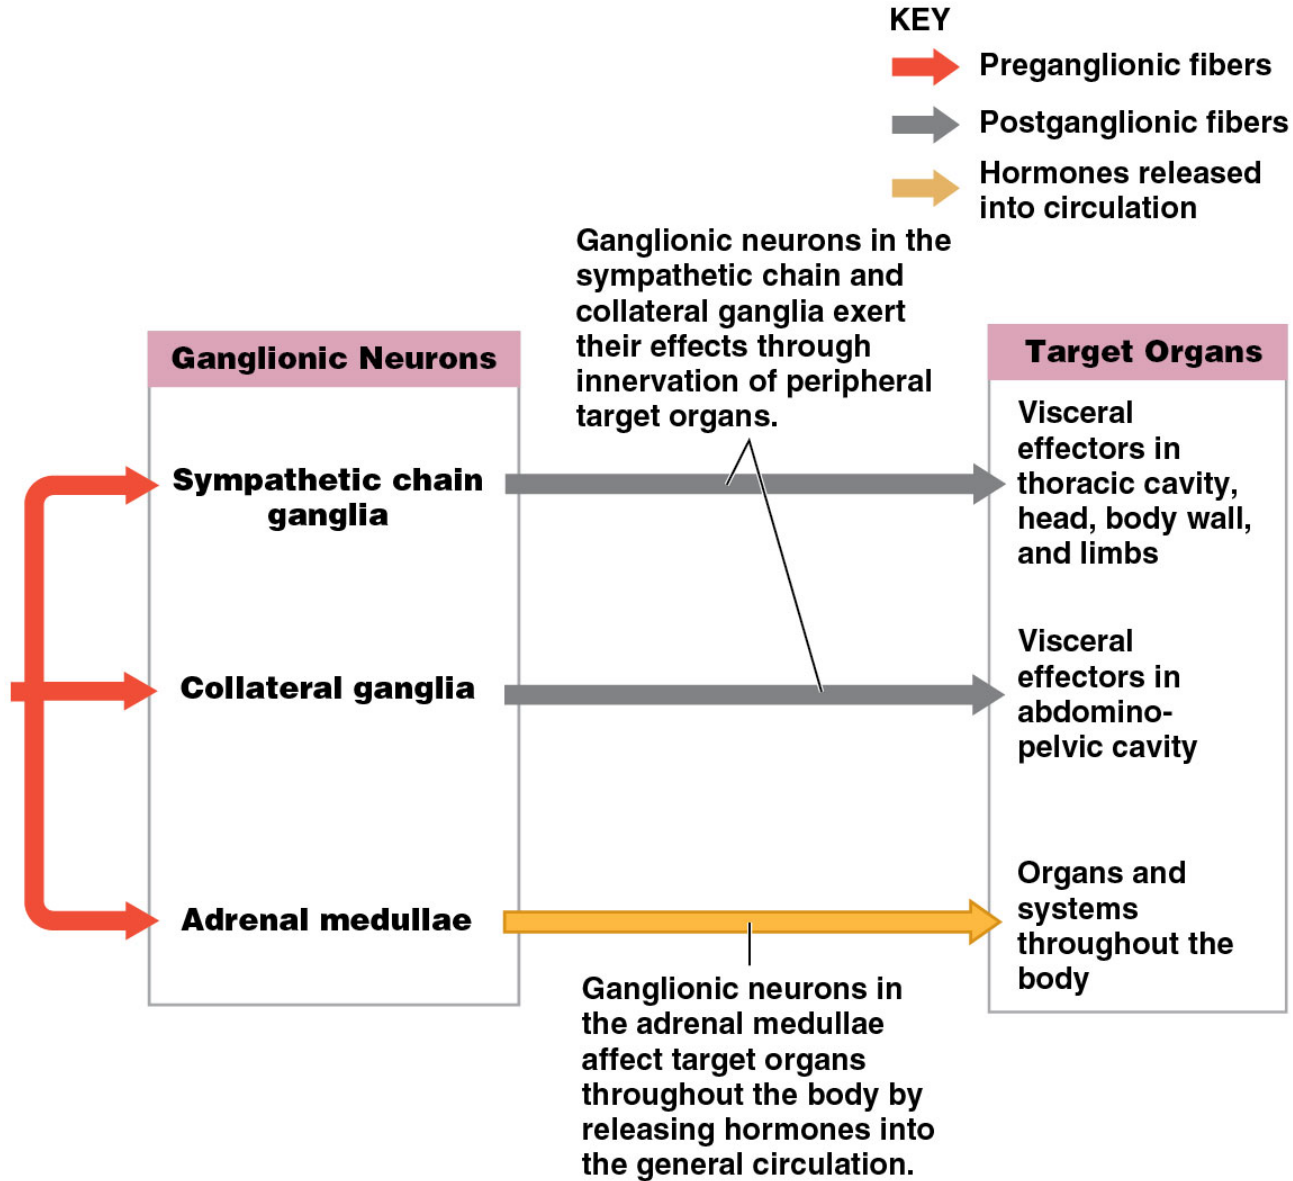 KEY
Preganglionic fibers
Postganglionic fibers
Hormones released
into circulation
Ganglionic neurons in the
sympathetic chain and
collateral ganglia exert
their effects through
innervation of peripheral
target organs.
Ganglionic Neurons
Sympathetic chain
ganglia
Collateral ganglia
Adrenal medullae
Target Organs
Visceral
effectors in
thoracic cavity,
head, body wall,
and limbs
Visceral
effectors in
abdomino-
pelvic cavity
Organs and
systems
throughout the
body
Ganglionic neurons in
the adrenal medullae
affect target organs
throughout the body by
releasing hormones into
the general circulation.